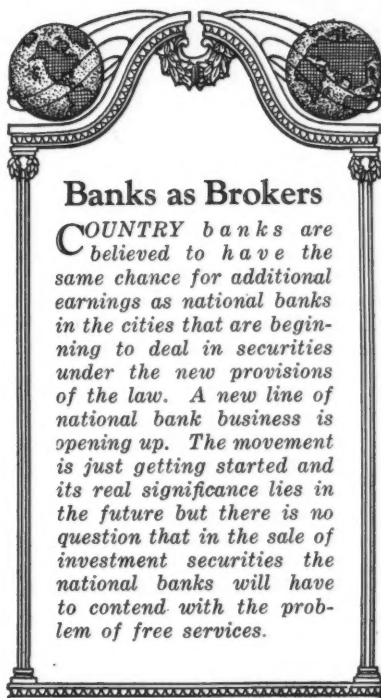 Banks as Brokers
COUNTRY banks are
believed to have the
same chance for additional
earnings as national banks
in the cities that are begin-
ning to deal in securities
under the new provisions
of the law. A new line of
national bank business is
opening up. The movement
is just getting started and
its real significance lies in
the future but there is no
question that in the sale of
investment securities the
national banks will have
to contend with the prob-
lem of free services.